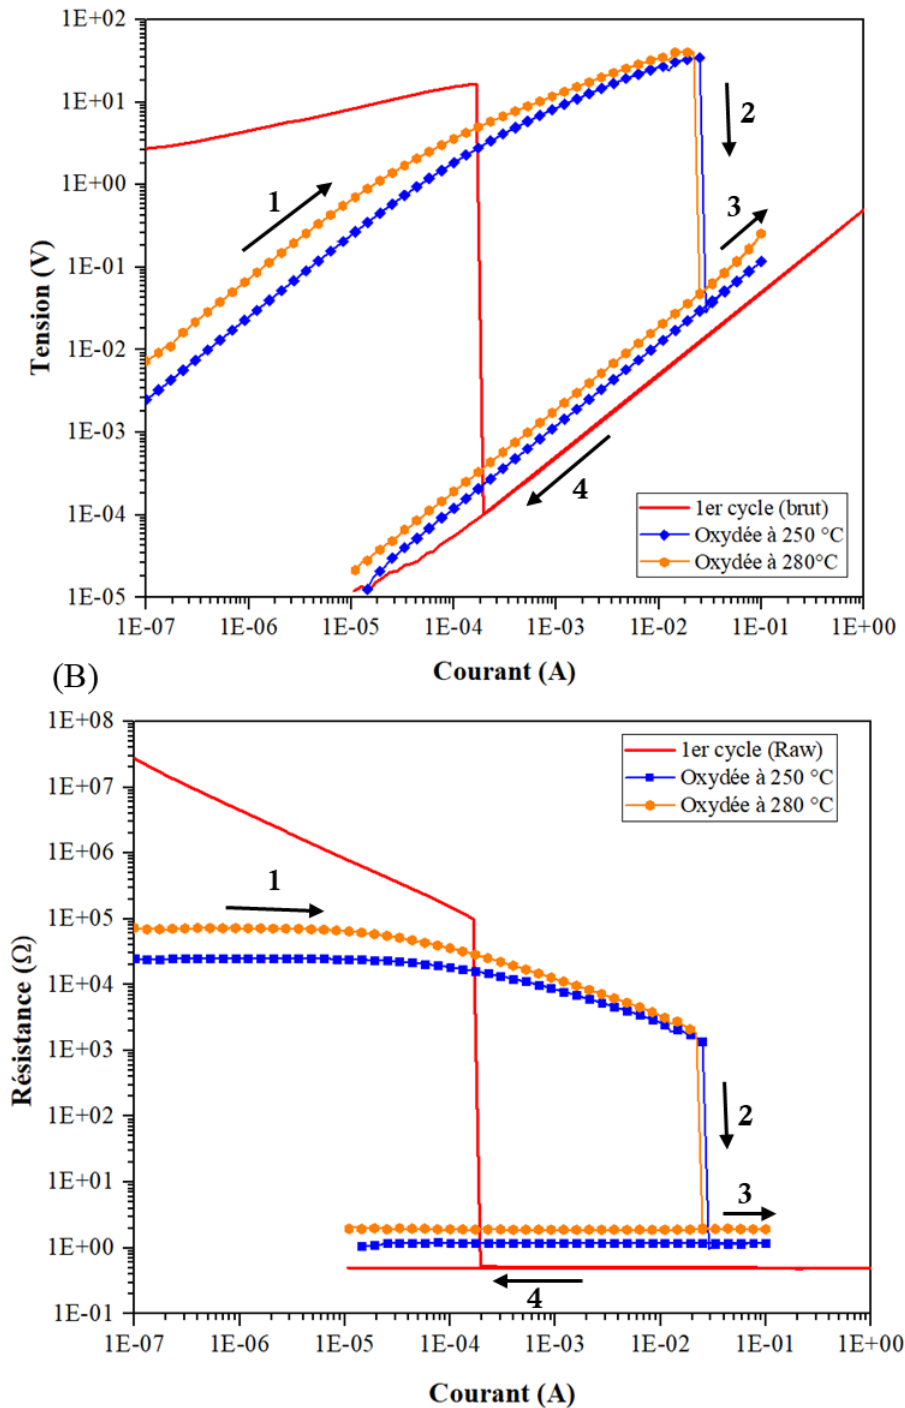 1E+02
1E+01
1E+00
1E-01
1E-02
1E-03
1E-04
1E-05
Tension (V)
1
2
3
4
1er cycle (brut)
Oxydée à 250 °C
Oxydée à 280°C
1E-07 1E-06 1E-05 1E-04 1E-03 1E-02 1E-01 1E+00
Courant (A)
(B)
1E+08
1E+07
1E+06
1E+05
1E+04
1E+03
1E+02
1E+01
1E+00
1E-01
Résistance (Ω)
1er cycle (Raw)
Oxydée à 250 °C
Oxydée à 280 °C
1
2
3
4
1E-07 1E-06 1E-05 1E-04 1E-03 1E-02 1E-01 1E+00
Courant (A)